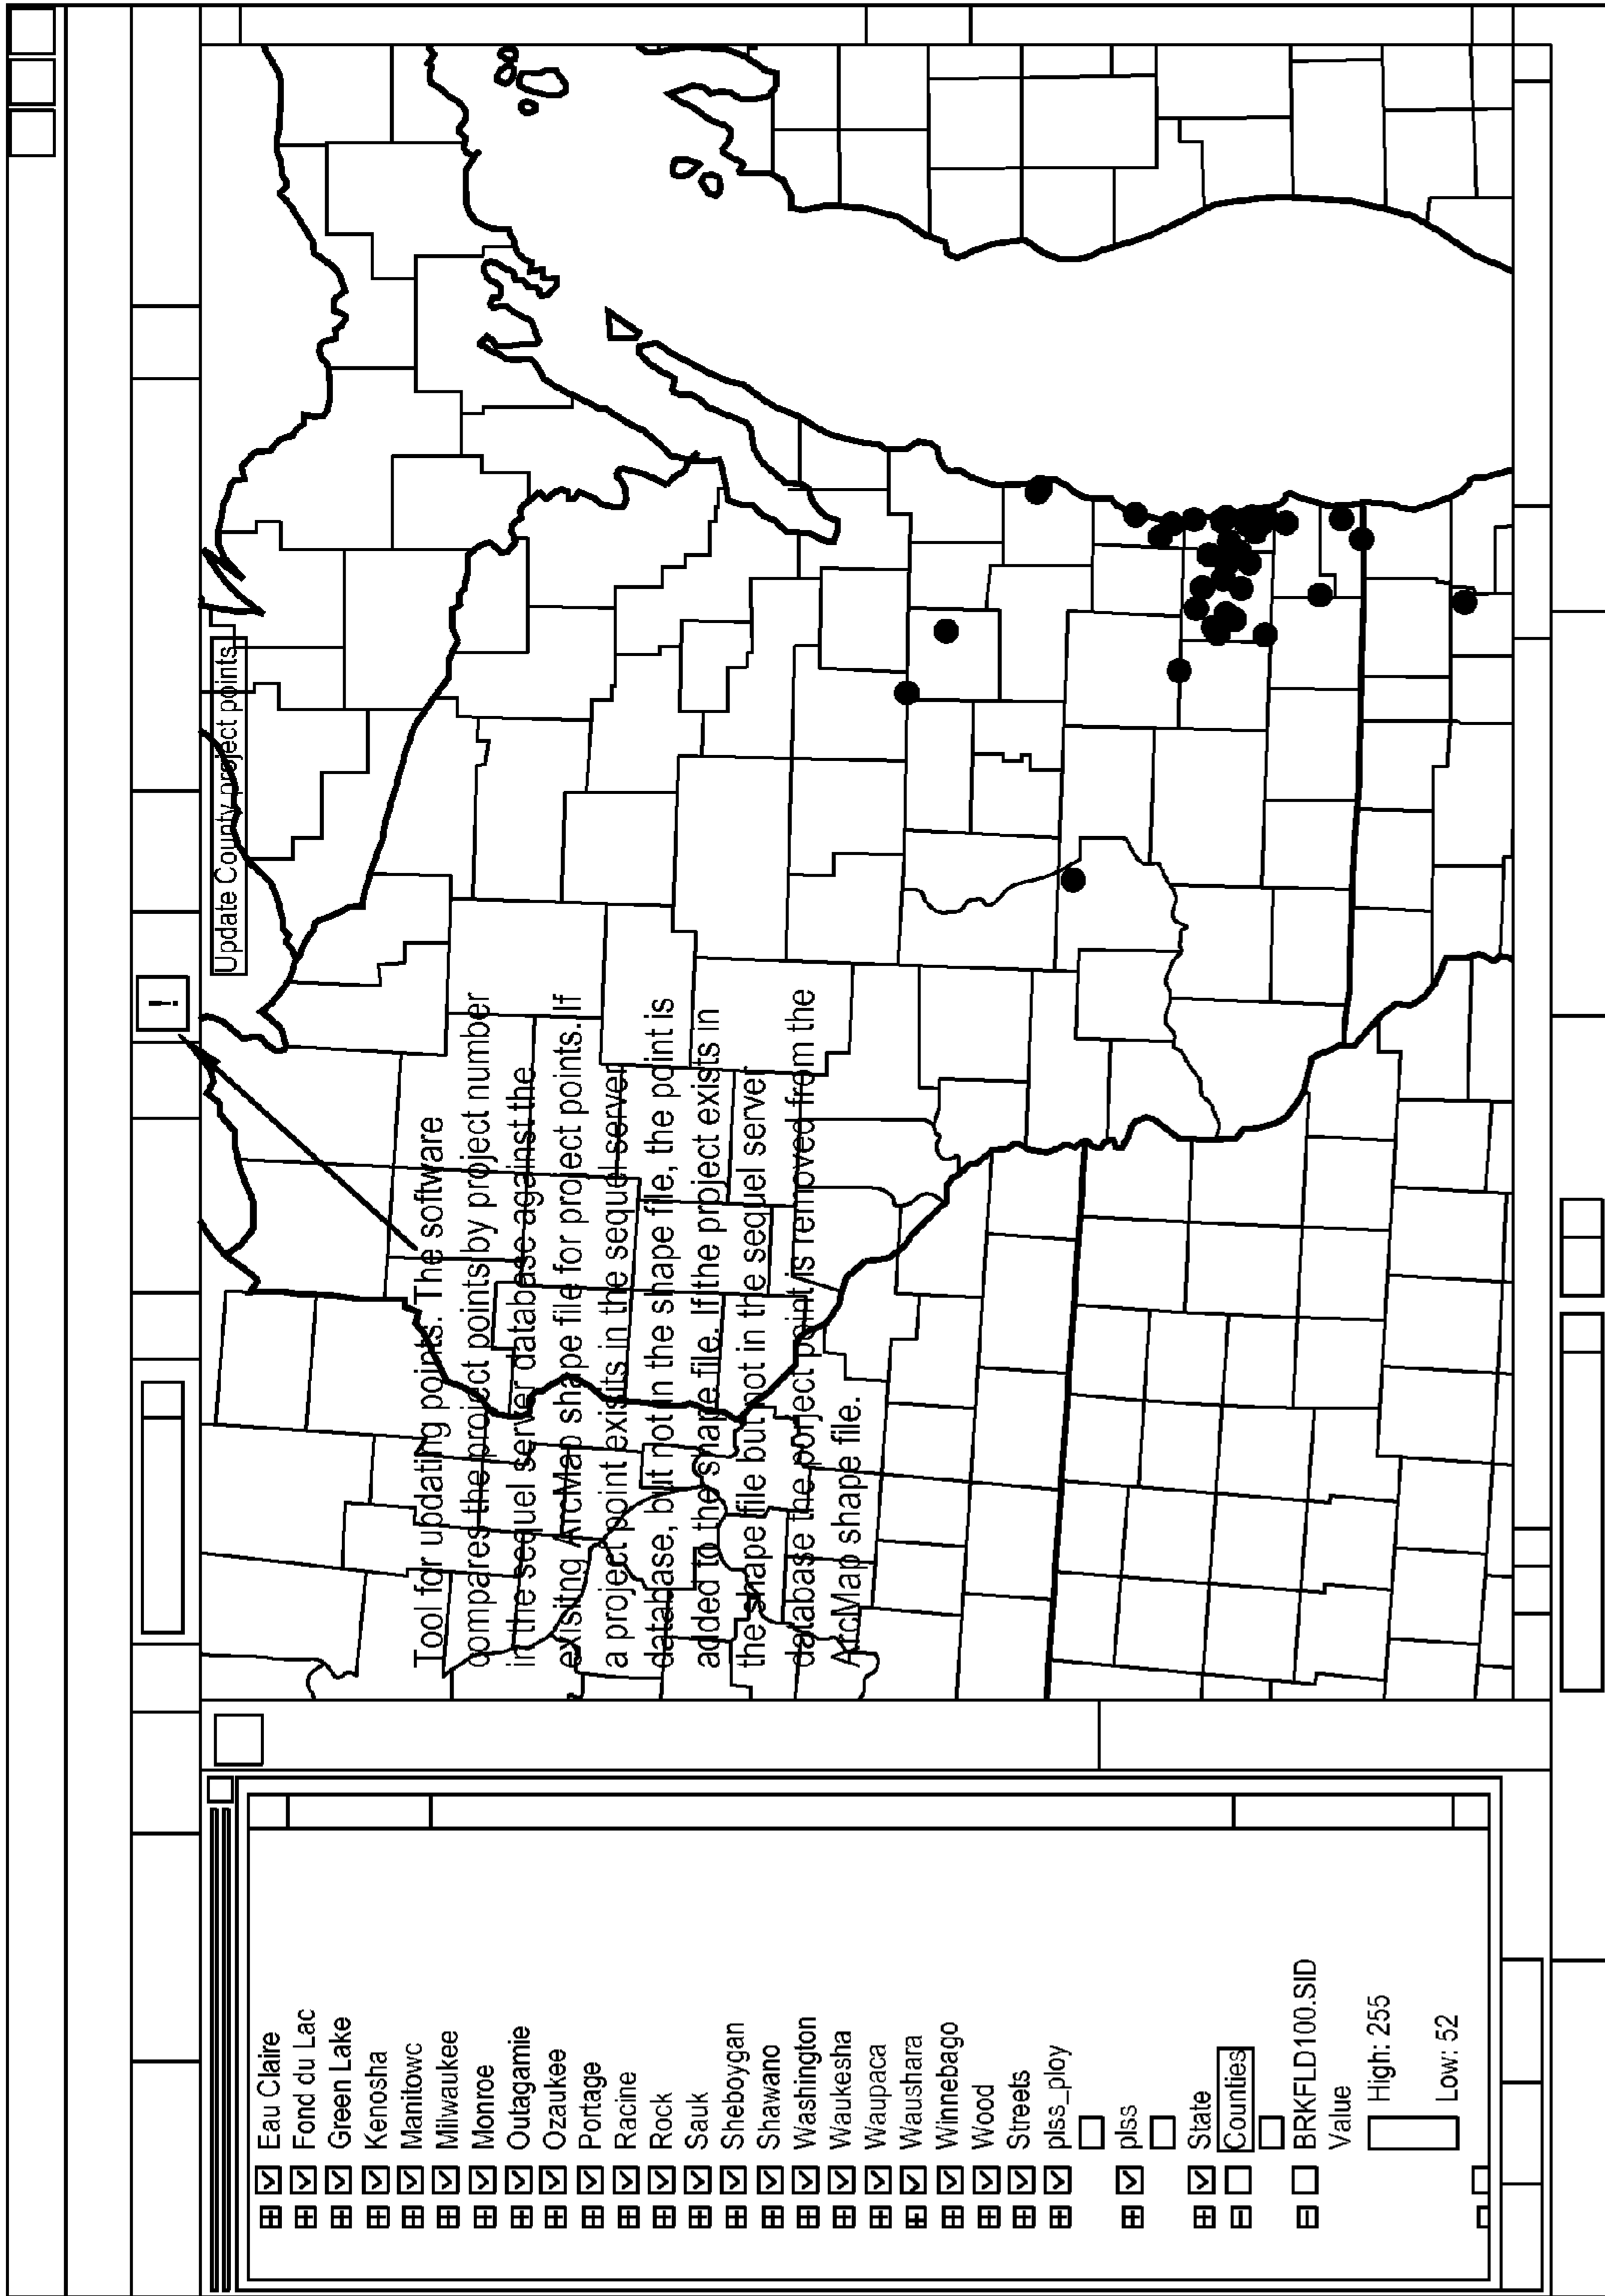 !
Update County project points
Tool for updating points. The software
compares the project points by project number
in the sequel server database against the
exisitng ArcMap shape file for project points. If
a project point exisits in the sequel server
database, but not in the shape file, the point is
added to the shape file. If the project exists in
the shape file but not in the sequel server
database the porject point is removed from the
ArcMap shape file.
Eau Claire
Fond du Lac
Green Lake
Kenosha
Manitowc
Milwaukee
Monroe
Outagamie
Ozaukee
Portage
Racine
Rock
Sauk
Sheboygan
Shawano
Washington
Waukesha
Waupaca
Waushara
Winnebago
Wood
Streets
plss_ploy
plss
State
Counties
BRKFLD100.SID
Value
High: 255
Low: 52